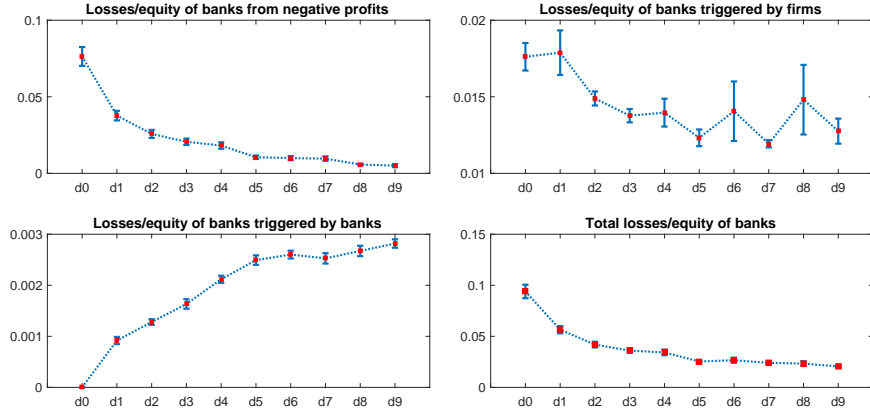 Losses/equity of banks from negative profits
0.1
0.05
0
d0 d1 d2 d3 d4 d5 d6 d7 d8 d9
Losses/equity of banks triggered by firms
0.02
0.015
0.01
d0 d1 d2 d3 d4 d5 d6 d7 d8 d9
Losses/equity of banks triggered by banks
0.003
0.002
0.001
0
d0 d1 d2 d3 d4 d5 d6 d7 d8 d9
Total losses/equity of banks
0.15
0.1
0.05
0
d0 d1 d2 d3 d4 d5 d6 d7 d8 d9